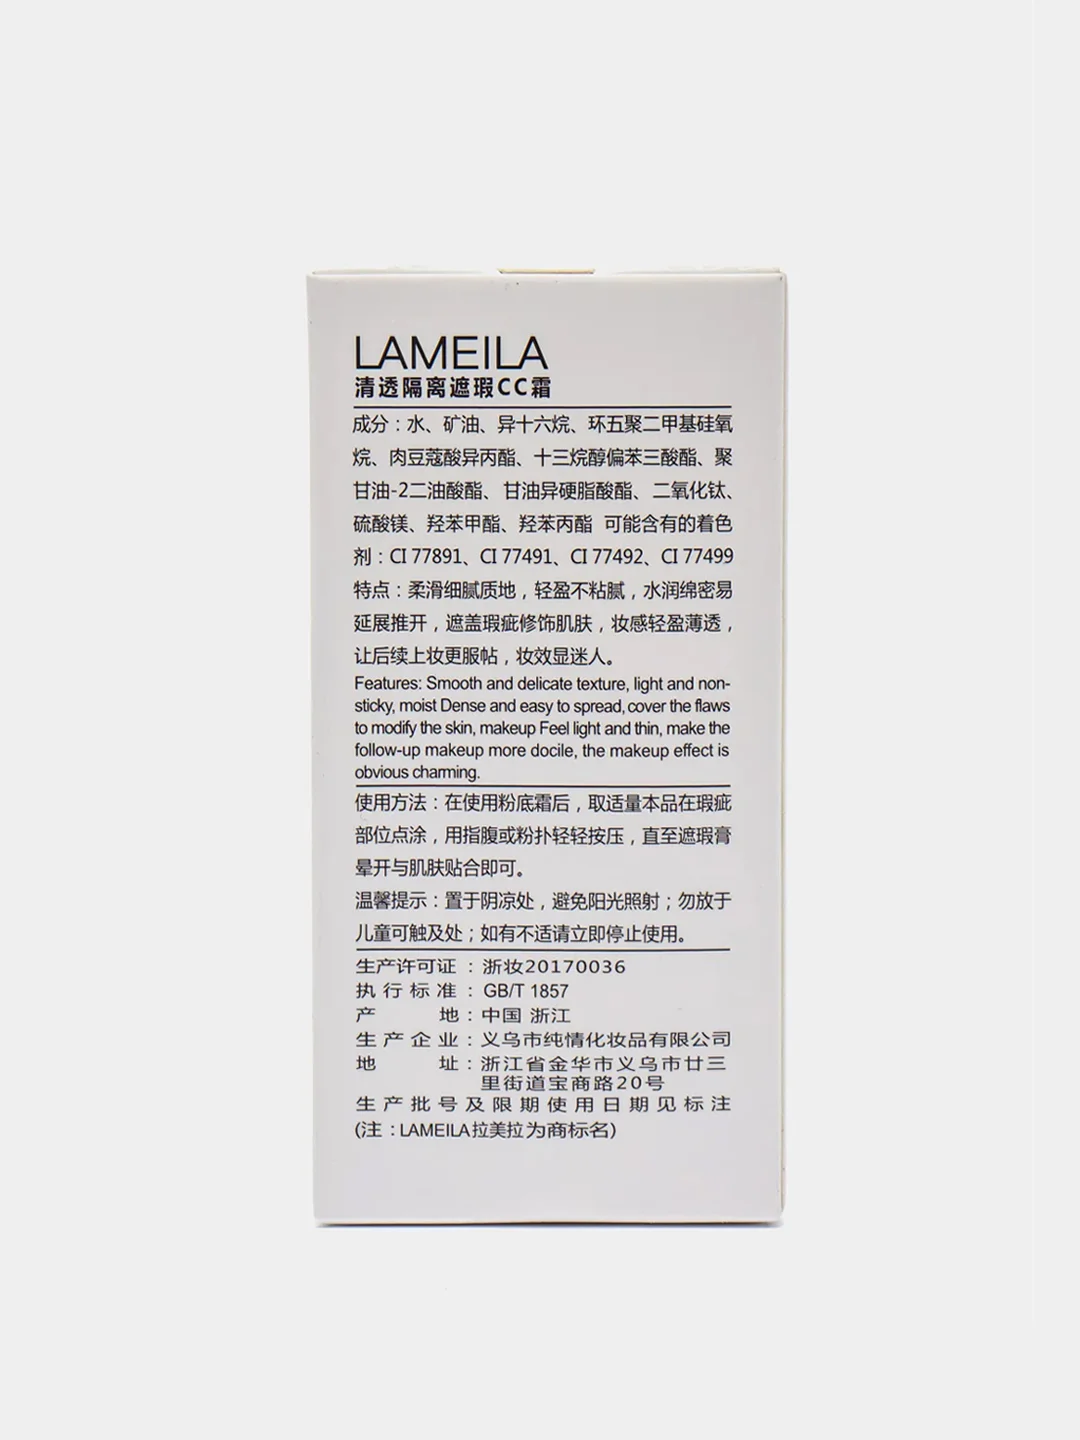 LAMEILA
清透隔离遮瑕CC霜
成分：水、矿油、异十六烷、环五聚二甲基硅氧
烷、肉豆蔻酸异丙酯、十三烷醇偏苯三酸酯、聚
甘油-2二油酸酯、甘油异硬脂酸酯、二氧化钛、
硫酸镁、羟苯甲酯、羟苯丙酯 可能含有的着色
剂：CI 77891、CI 77491、CI 77492、CI 77499
特点：柔滑细腻质地，轻盈不粘腻，水润绵密易
延展推开，遮盖瑕疵修饰肌肤，妆感轻盈薄透，
让后续上妆更服帖，妆效显迷人。
Features: Smooth and delicate texture, light and non-
sticky, moist Dense and easy to spread, cover the flaws
to modify the skin, makeup Feel light and thin, make the
follow-up makeup more docile, the makeup effect is
obvious charming.
使用方法：在使用粉底霜后，取适量本品在瑕疵
部位点涂，用指腹或粉扑轻轻按压，直至遮瑕膏
晕开与肌肤贴合即可。
温馨提示：置于阴凉处，避免阳光照射；勿放于
儿童可触及处；如有不适请立即停止使用。
生产许可证：浙妆20170036
执行标准：GB/T 1857
产地：中国 浙江
生产企业：义乌市纯情化妆品有限公司
地址：浙江省金华市义乌市廿三
里街道宝商路20号
生产批号及限期使用日期见标注
(注：LAMEILA拉美拉为商标名)